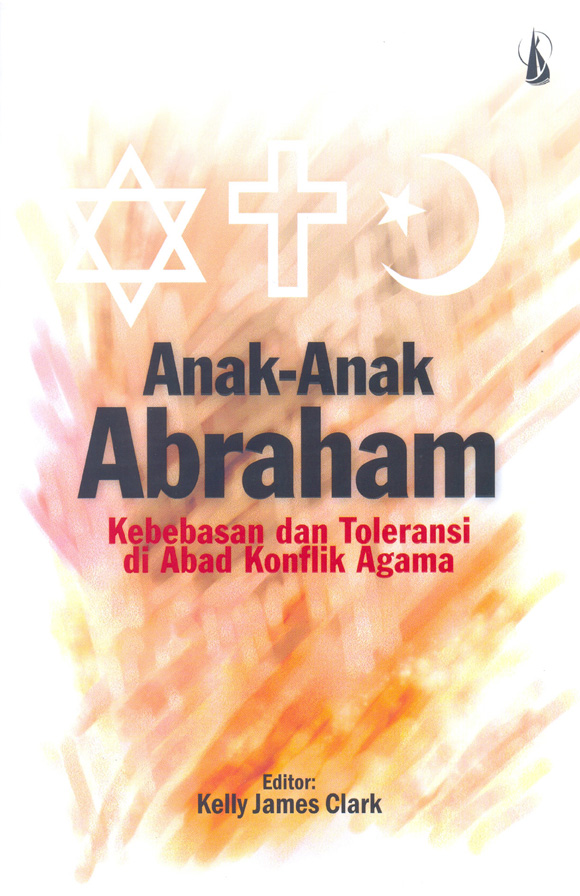 Anak-Anak
Abraham
Kebebasan dan Toleransi
di Abad Konflik Agama
Editor:
Kelly James Clark